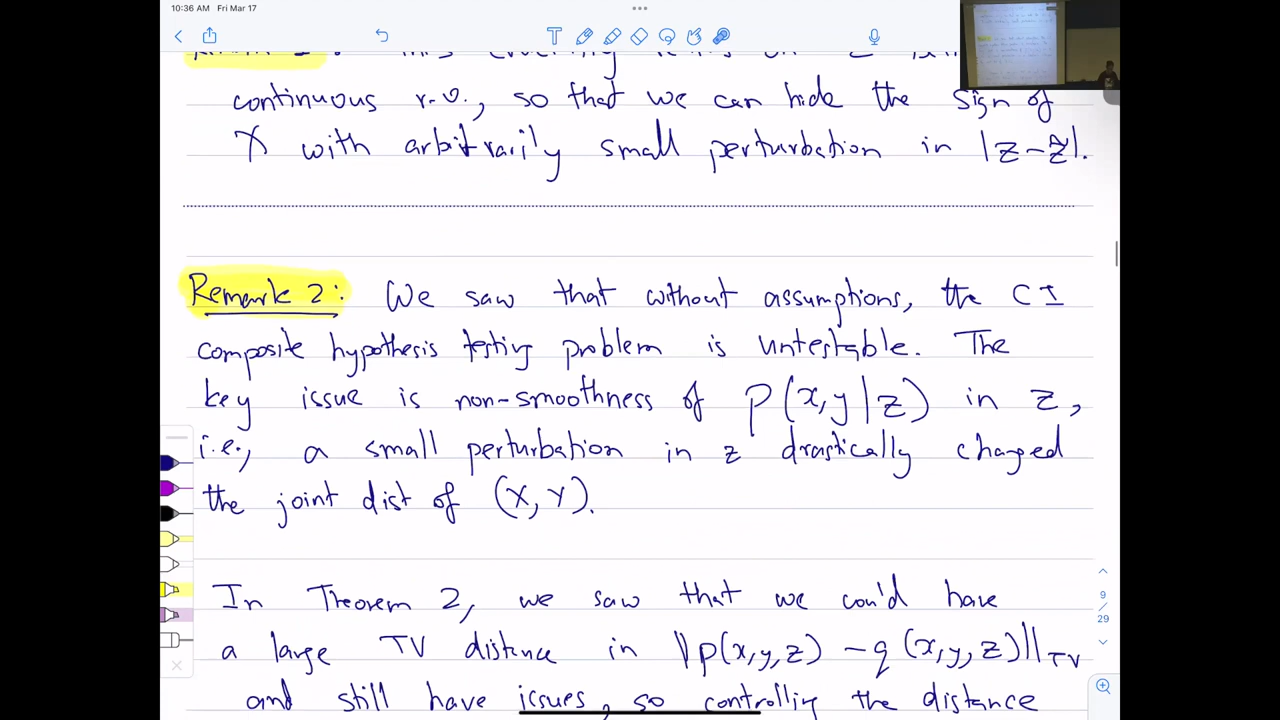 10:36 AM Fri Mar 17
continuous r.v., so that we can hide the sign of
X with arbitrarily small perturbation in |z-z̃|.
Remark 2: We saw that without assumptions, the CI
composite hypothesis testing problem is untestable. The
key issue is non-smoothness of p(x,y|z) in z,
i.e., a small perturbation in z drastically changed
the joint dist of (X,Y).
In Theorem 2, we saw that we could have
a large TV distance in ||p(x,y,z) - q(x,y,z)||TV
and still have issues, so controlling the distance
9
/
29